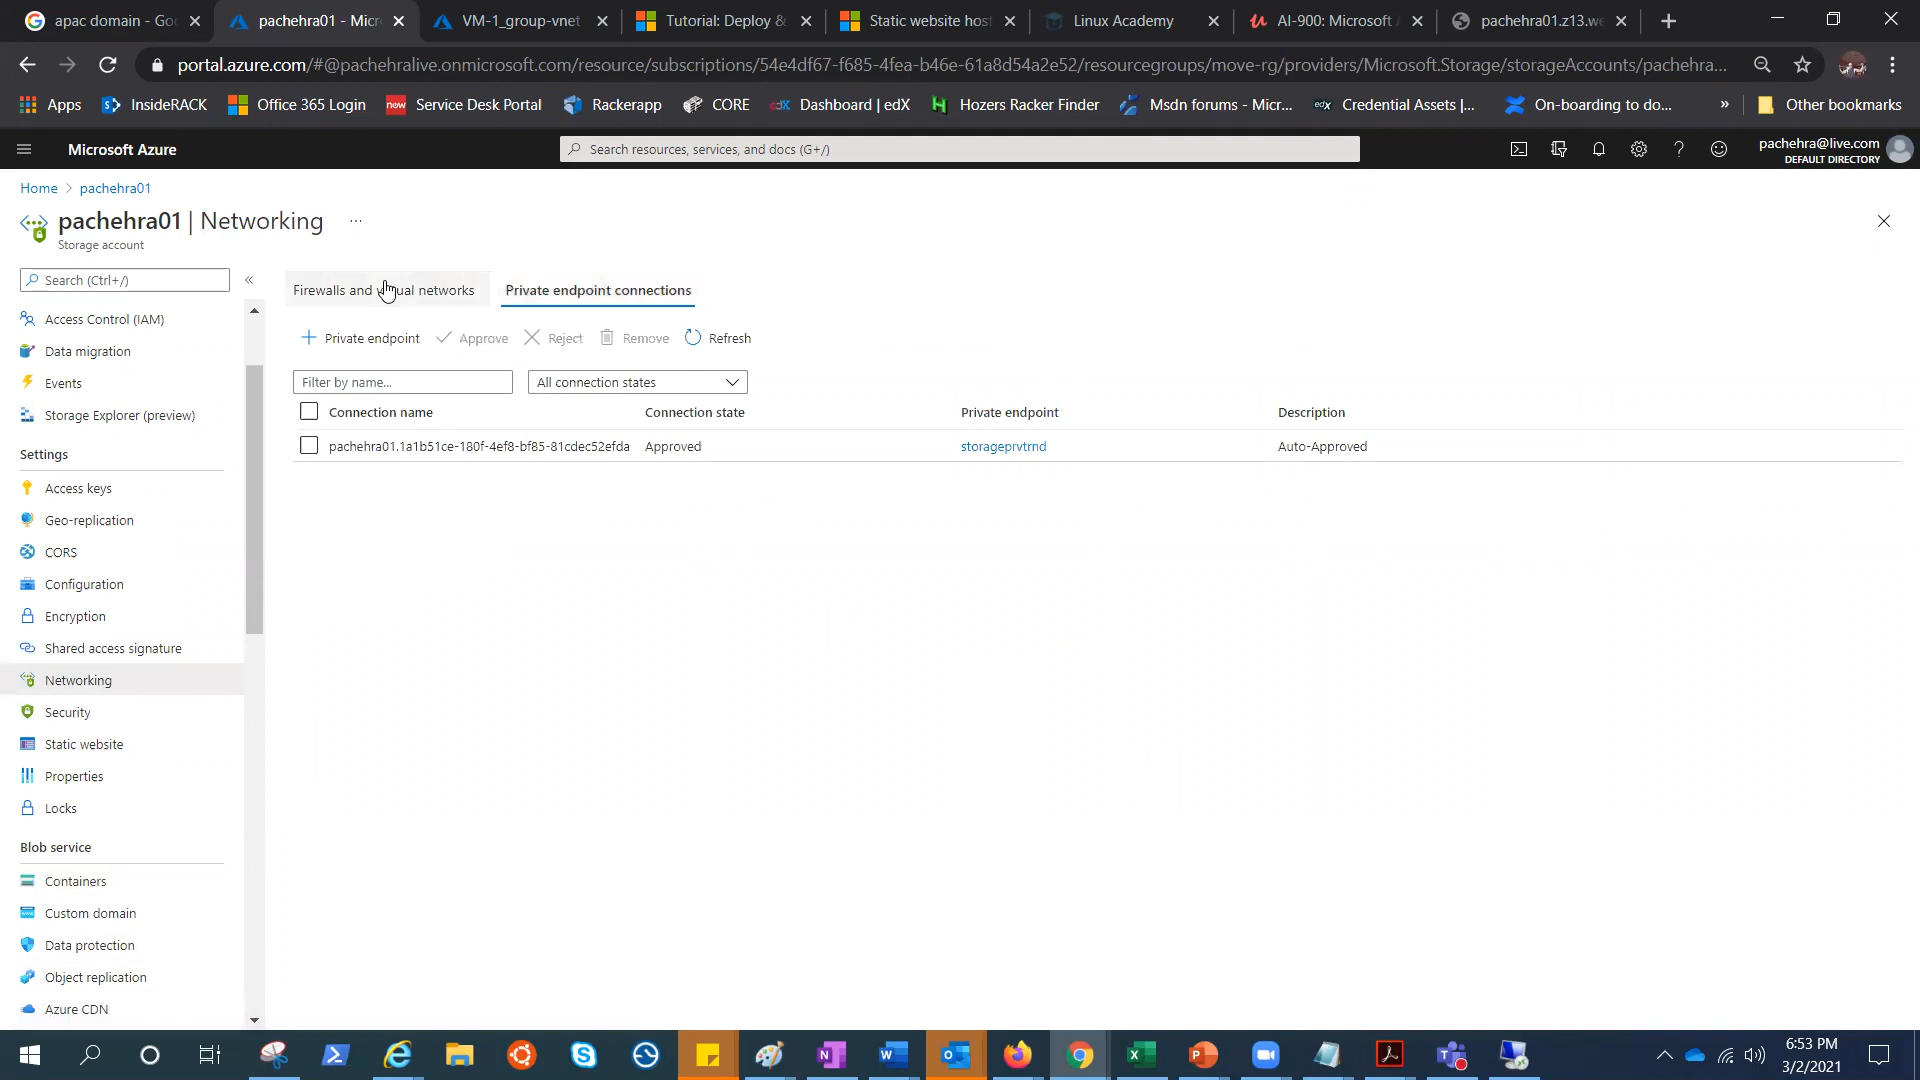 apac domain - Goo
pachehra01 - Micr
VM-1_group-vnet
Tutorial: Deploy &
Static website hos
Linux Academy
AI-900: Microsoft
pachehra01.z13.we
portal.azure.com/#@pachehralive.onmicrosoft.com/resource/subscriptions/54e4df67-f685-4fea-b46e-61a8d54a2e52/resourcegroups/move-rg/providers/Microsoft.Storage/storageAccounts/pachehra...
Apps InsideRACK Office 365 Login now Service Desk Portal Rackerapp CORE Dashboard | edX Hozers Racker Finder Msdn forums - Micr... edx Credential Assets |... On-boarding to do... » Other bookmarks
Microsoft Azure
Search resources, services, and docs (G+/)
pachehra@live.com
DEFAULT DIRECTORY
Home > pachehra01
pachehra01 | Networking ...
Storage account
Search (Ctrl+/) «
Access Control (IAM)
Data migration
Events
Storage Explorer (preview)
Settings
Access keys
Geo-replication
CORS
Configuration
Encryption
Shared access signature
Networking
Security
Static website
Properties
Locks
Blob service
Containers
Custom domain
Data protection
Object replication
Azure CDN
Firewalls and networks Private endpoint connections
+ Private endpoint Approve Reject Remove Refresh
Filter by name... All connection states
Connection name Connection state Private endpoint Description
pachehra01.1a1b51ce-180f-4ef8-bf85-81cdec52efda Approved storageprvtrnd Auto-Approved
6:53 PM
3/2/2021